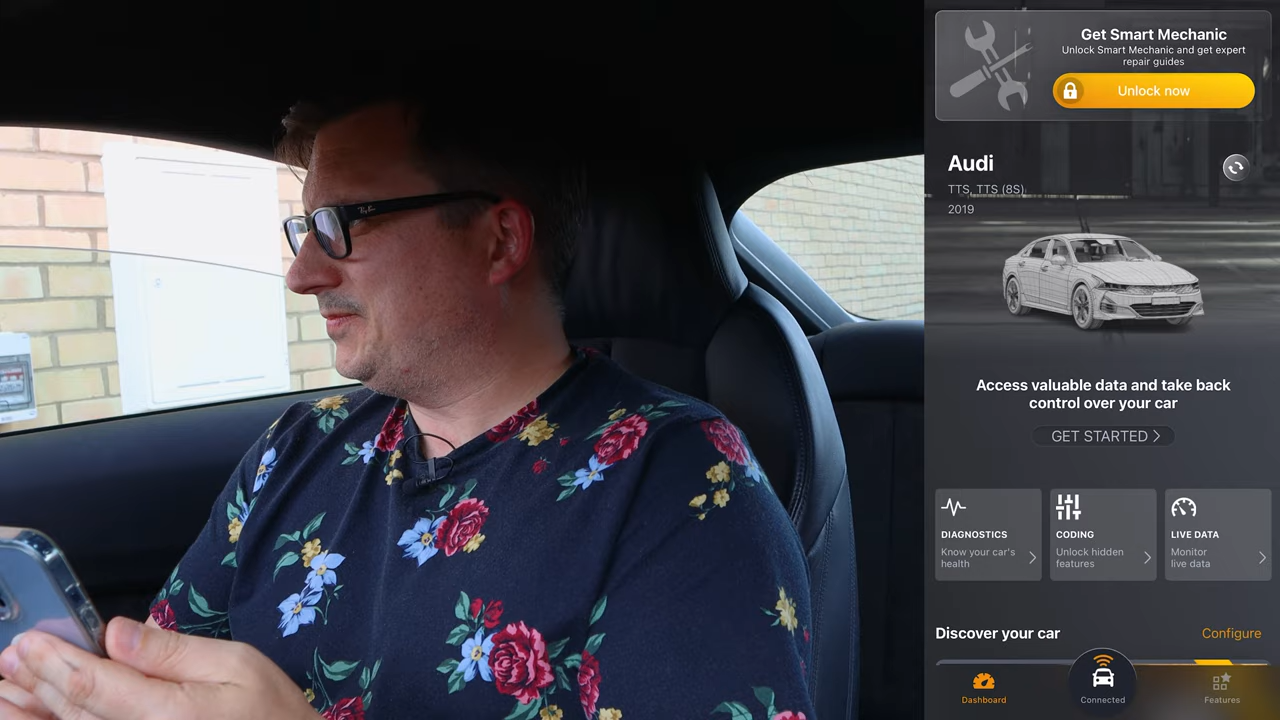 Ray-Ban
Get Smart Mechanic
Unlock Smart Mechanic and get expert
repair guides
Unlock now
Audi
TTS, TTS (8S)
2019
Access valuable data and take back
control over your car
GET STARTED
DIAGNOSTICS
Know your car's
health
CODING
Unlock hidden
features
LIVE DATA
Monitor
live data
Discover your car
Configure
Dashboard
Connected
Features